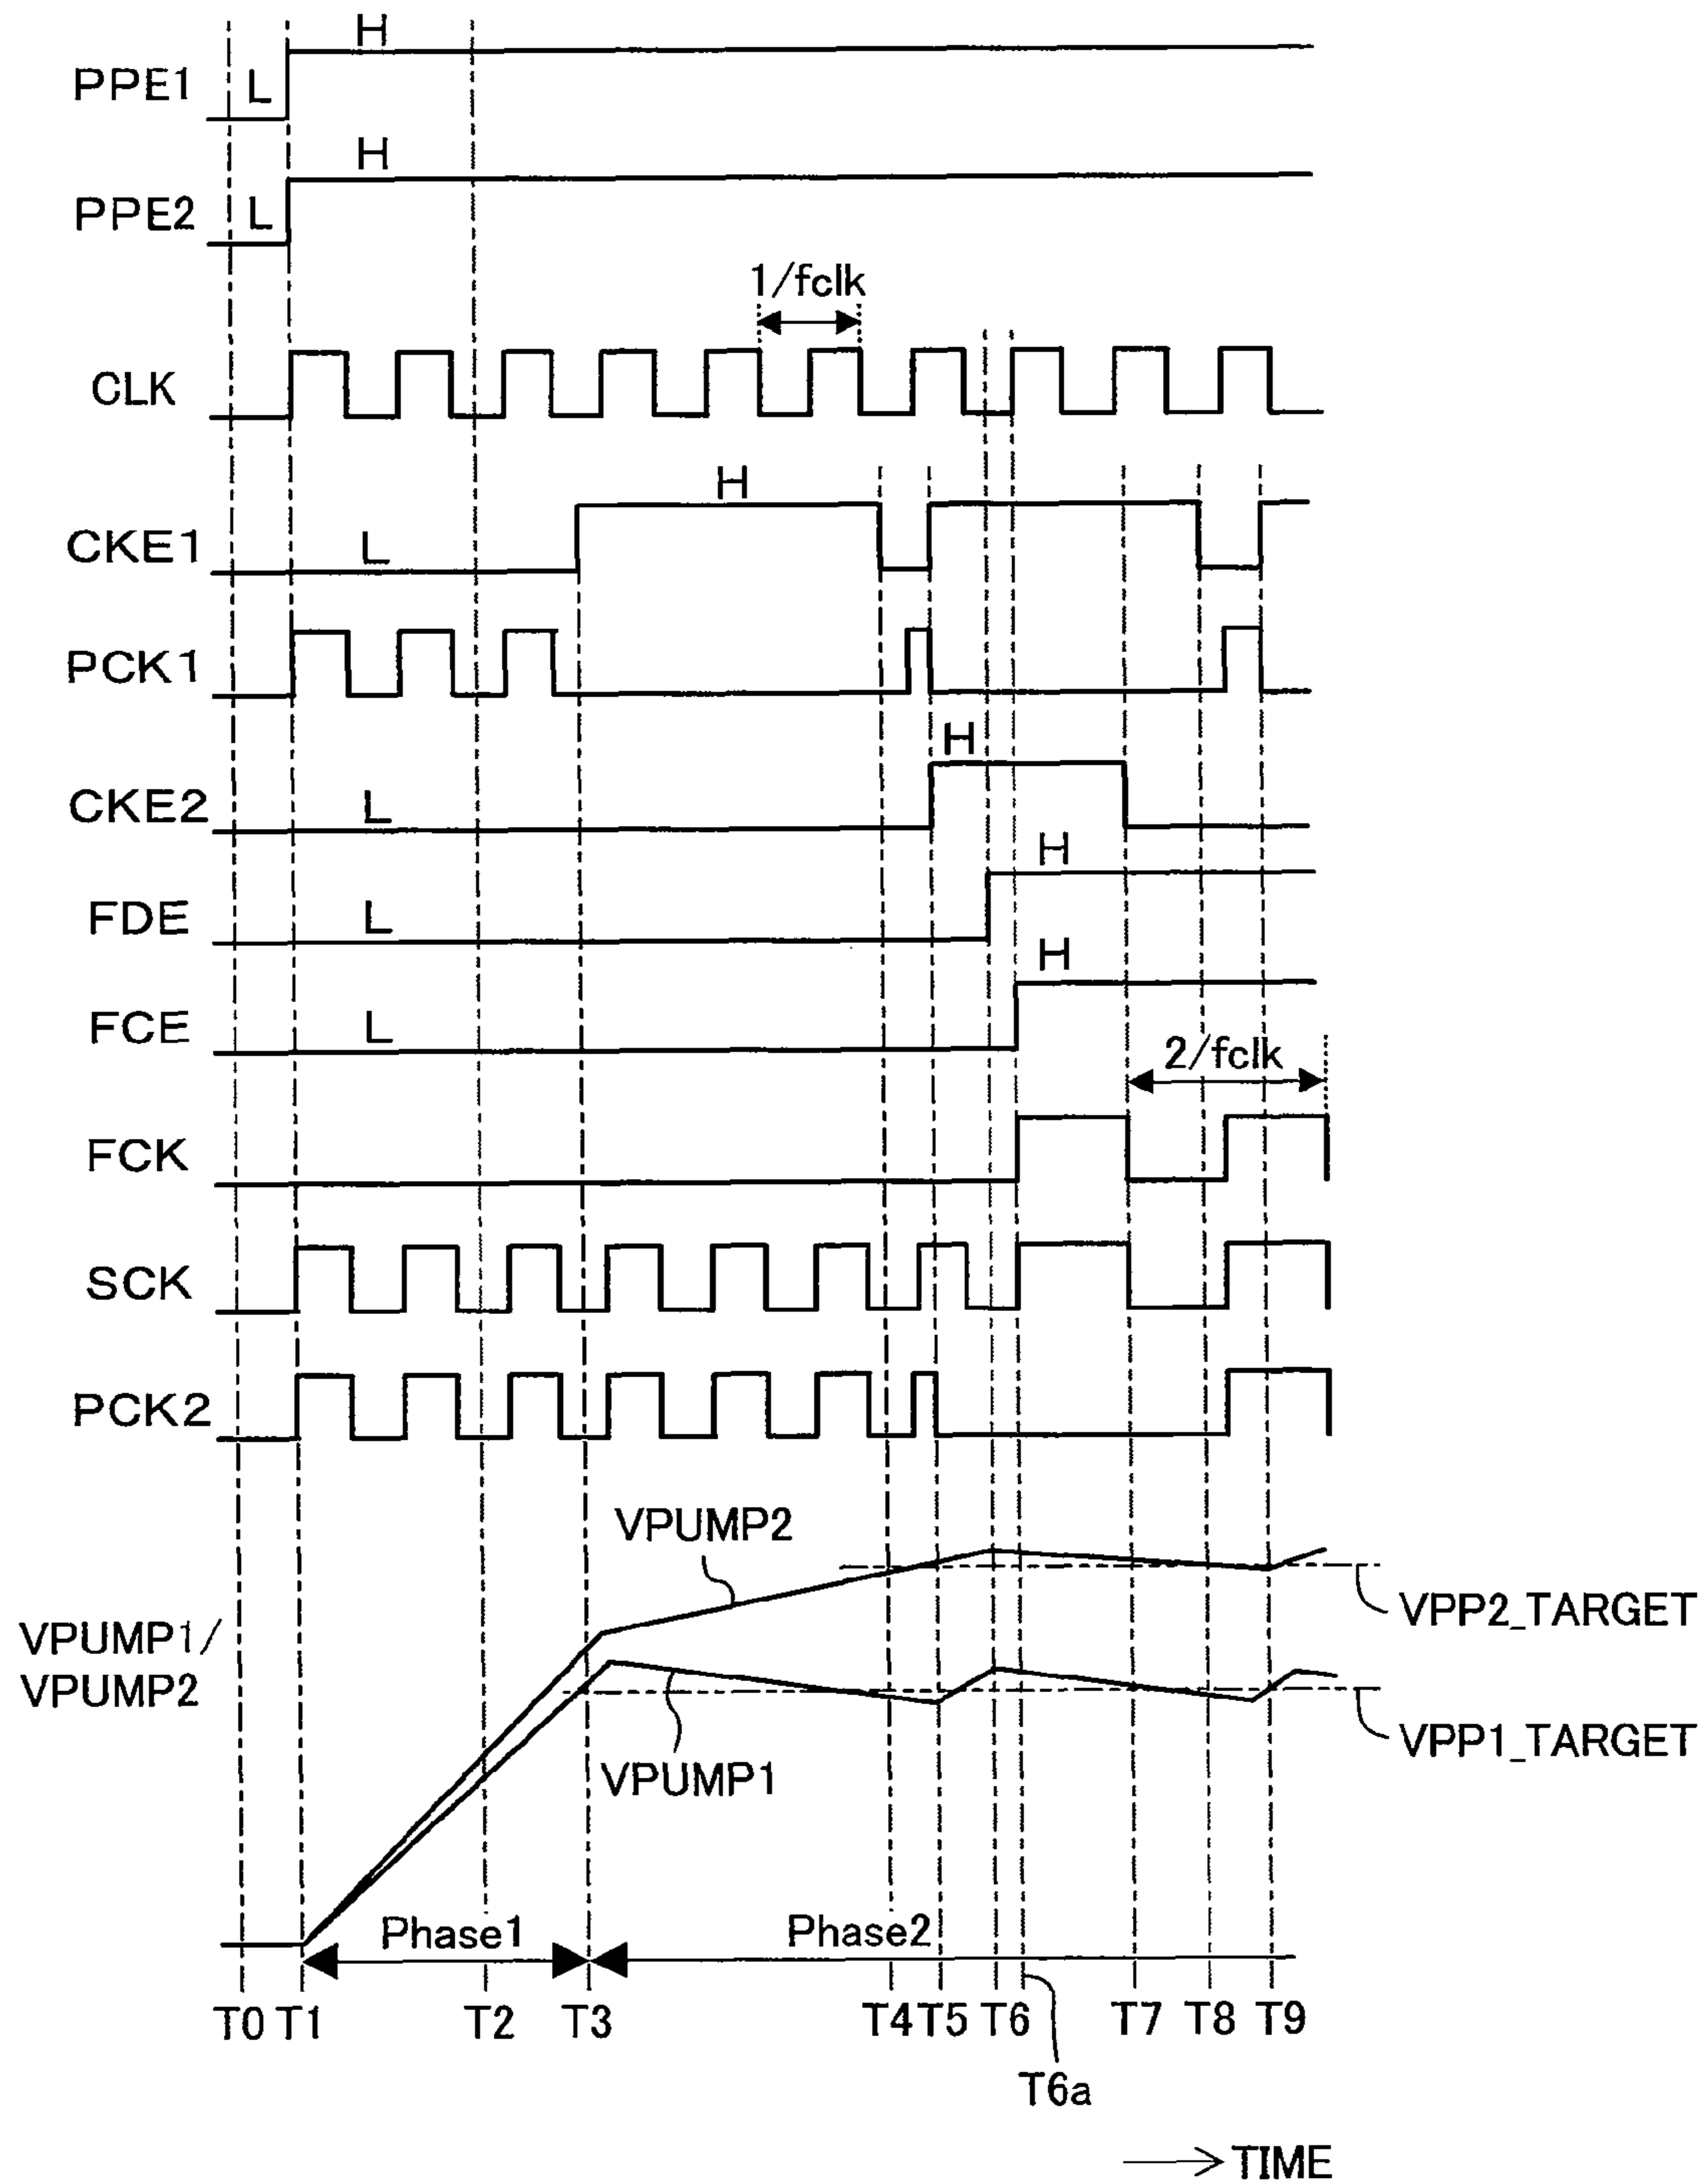 H
PPE1 L
H
PPE2 L
1/fclk
CLK
H
CKE1 L
PCK1
H
CKE2 L
H
FDE L
H
FCE L
2/fclk
FCK
SCK
PCK2
VPUMP2
VPP2_TARGET
VPUMP1/
VPUMP2
VPP1_TARGET
VPUMP1
Phase1 Phase2
T0 T1 T2 T3 T4 T5 T6 T7 T8 T9
T6a
TIME